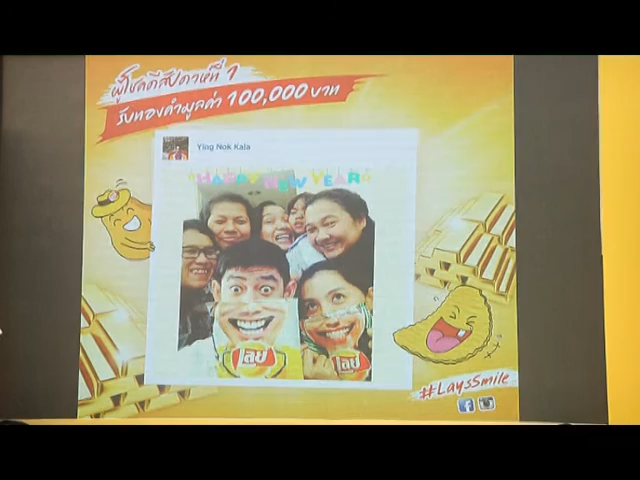 ผู้โชคดีสัปดาห์ที่ 1
รับทองคำมูลค่า 100,000 บาท
Ying Nok Kala
HAPPY NEW YEAR
เลย์ เลย์
#LaysSmile